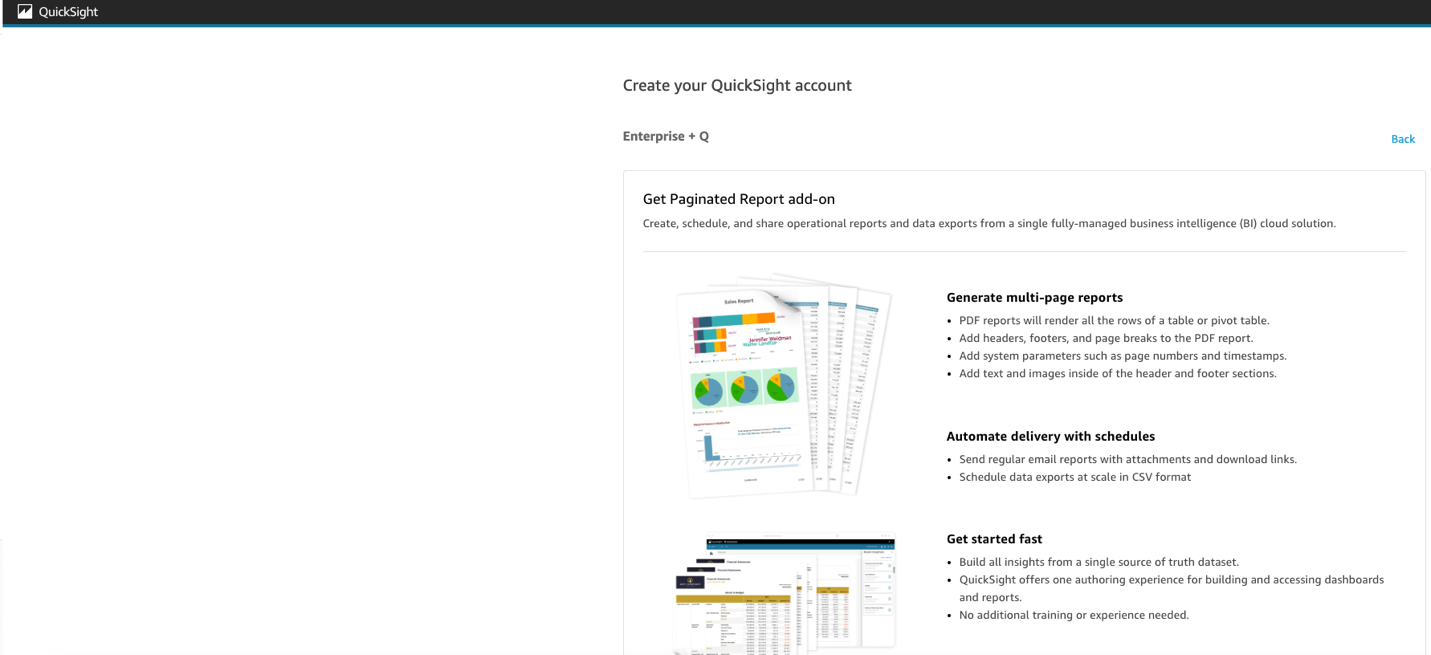 QuickSight
Create your QuickSight account
Enterprise + Q
Back
Get Paginated Report add-on
Create, schedule, and share operational reports and data exports from a single fully-managed business intelligence (BI) cloud solution.
Sales Report
Jennifer Weidman
Walter Candler
Generate multi-page reports
• PDF reports will render all the rows of a table or pivot table.
• Add headers, footers, and page breaks to the PDF report.
• Add system parameters such as page numbers and timestamps.
• Add text and images inside of the header and footer sections.
Automate delivery with schedules
• Send regular email reports with attachments and download links.
• Schedule data exports at scale in CSV format
Get started fast
• Build all insights from a single source of truth dataset.
• QuickSight offers one authoring experience for building and accessing dashboards
and reports.
• No additional training or experience needed.